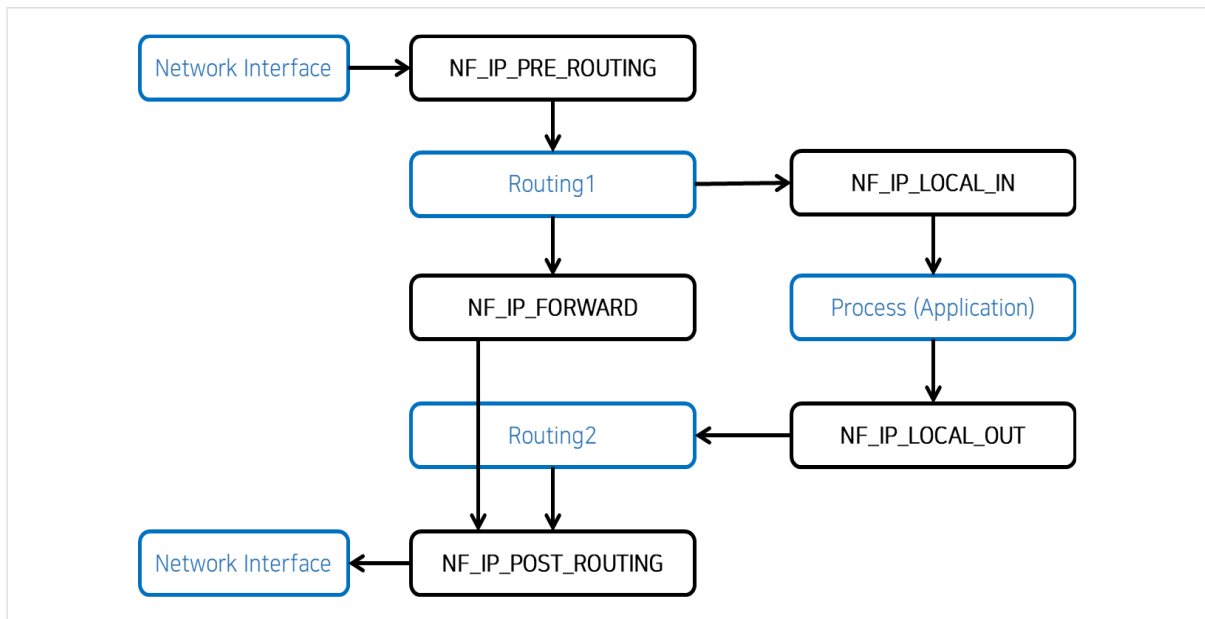 Network Interface
NF_IP_PRE_ROUTING
Routing1
NF_IP_LOCAL_IN
NF_IP_FORWARD
Process (Application)
Routing2
NF_IP_LOCAL_OUT
Network Interface
NF_IP_POST_ROUTING